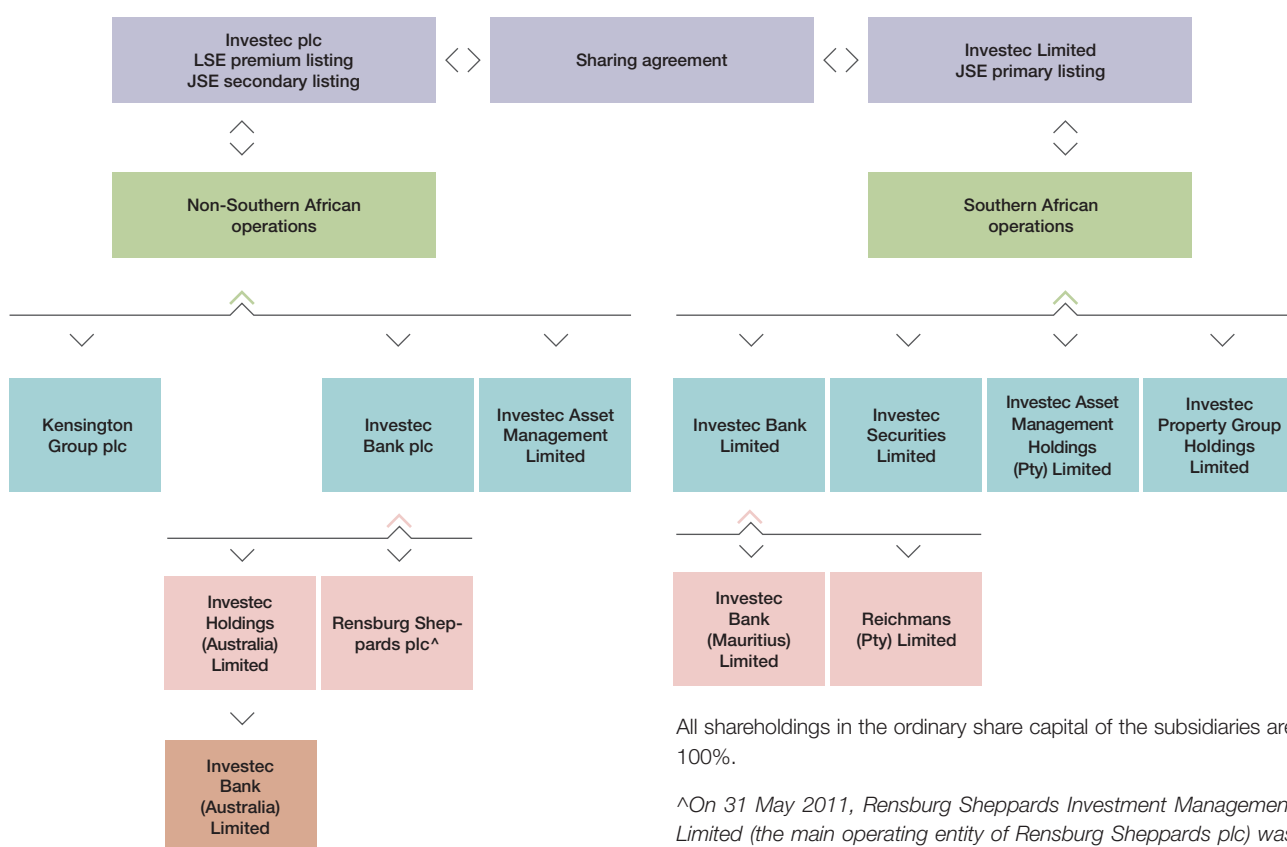 Investec plc
LSE premium listing
JSE secondary listing
Sharing agreement
Investec Limited
JSE primary listing
Non-Southern African
operations
Southern African
operations
Kensington
Group plc
Investec
Bank plc
Investec Asset
Management
Limited
Investec Bank
Limited
Investec
Securities
Limited
Investec Asset
Management
Holdings
(Pty) Limited
Investec
Property Group
Holdings
Limited
Investec
Holdings
(Australia)
Limited
Rensburg Shep-
pards plc^
Investec
Bank
(Mauritius)
Limited
Reichmans
(Pty) Limited
Investec
Bank
(Australia)
Limited
All shareholdings in the ordinary share capital of the subsidiaries are
100%.
^On 31 May 2011, Rensburg Sheppards Investment Management
Limited (the main operating entity of Rensburg Sheppards plc) was